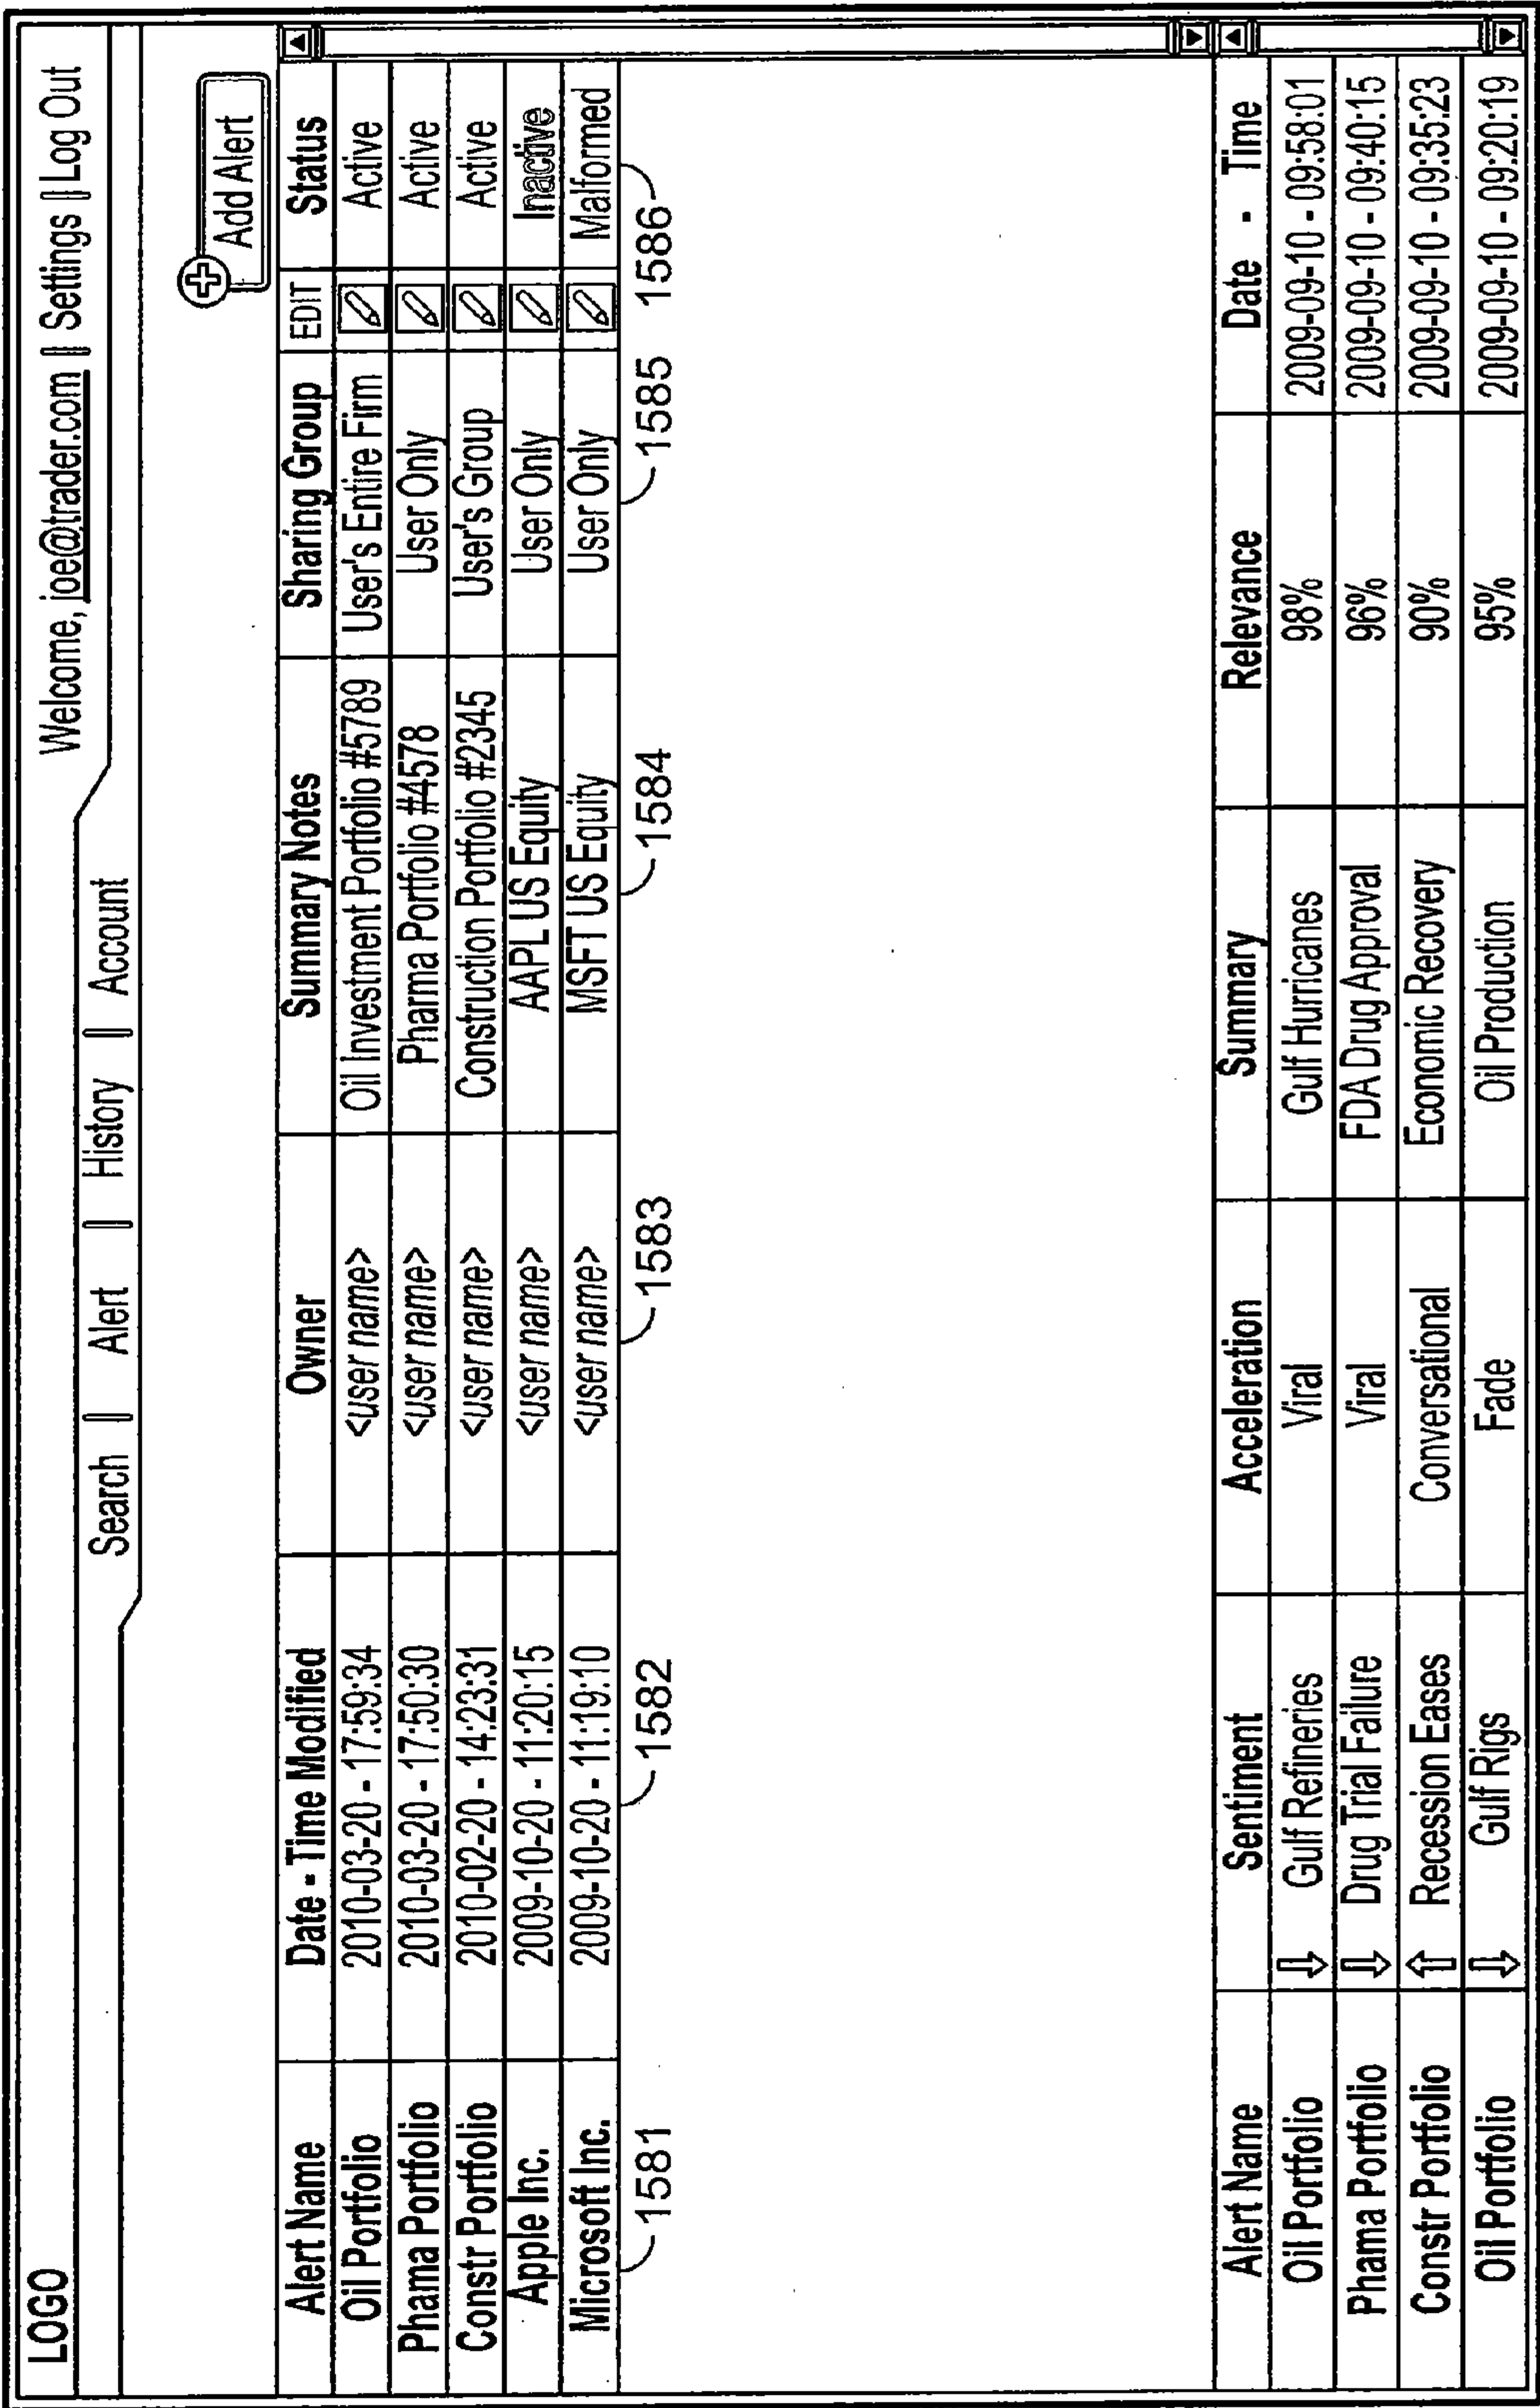 LOGO
Welcome, joe@trader.com || Settings || Log Out
Search || Alert || History || Account
Add Alert
Alert Name Date - Time Modified Owner Summary Notes Sharing Group EDIT Status
Oil Portfolio 2010-03-20 - 17:59:34 <user name> Oil Investment Portfolio #5789 User's Entire Firm Active
Phama Portfolio 2010-03-20 - 17:50:30 <user name> Pharma Portfolio #4578 User Only Active
Constr Portfolio 2010-02-20 - 14:23:31 <user name> Construction Portfolio #2345 User's Group Active
Apple Inc. 2009-10-20 - 11:20:15 <user name> AAPL US Equity User Only Inactive
Microsoft Inc. 2009-10-20 - 11:19:10 <user name> MSFT US Equity User Only Malformed
1581 1582 1583 1584 1585 1586
Alert Name Sentiment Acceleration Summary Relevance Date - Time
Oil Portfolio Gulf Refineries Viral Gulf Hurricanes 98% 2009-09-10 - 09:58:01
Phama Portfolio Drug Trial Failure Viral FDA Drug Approval 96% 2009-09-10 - 09:40:15
Constr Portfolio Recession Eases Conversational Economic Recovery 90% 2009-09-10 - 09:35:23
Oil Portfolio Gulf Rigs Fade Oil Production 95% 2009-09-10 - 09:20:19